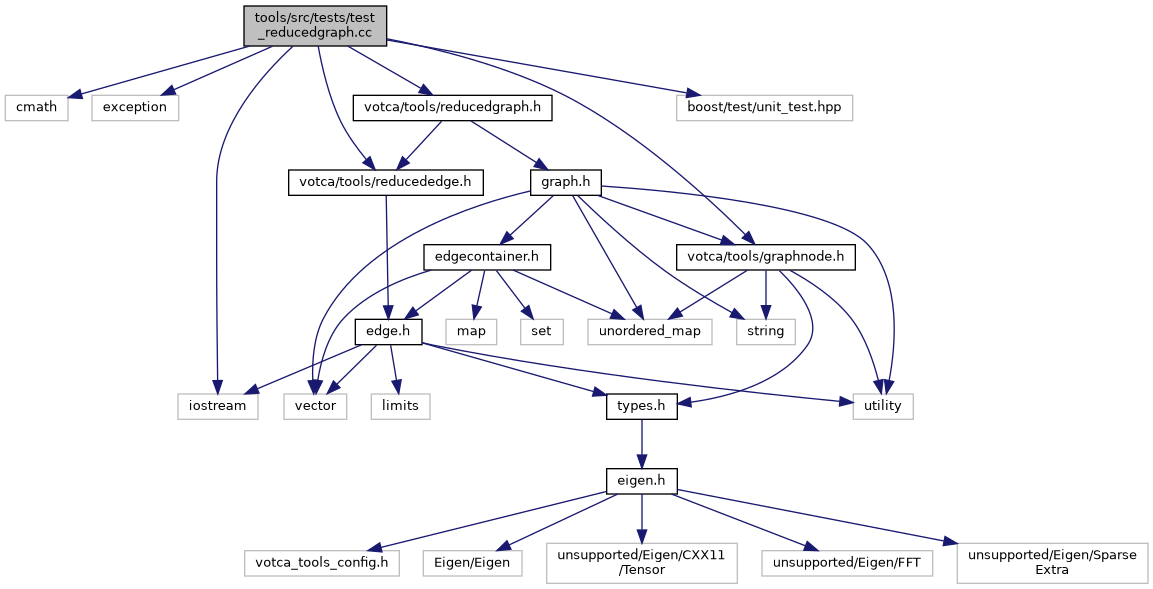 tools/src/tests/test
_reducedgraph.cc
cmath
exception
votca/tools/reducedgraph.h
boost/test/unit_test.hpp
votca/tools/reducededge.h
graph.h
edgecontainer.h
votca/tools/graphnode.h
edge.h
map
set
unordered_map
string
iostream
vector
limits
types.h
utility
eigen.h
votca_tools_config.h
Eigen/Eigen
unsupported/Eigen/CXX11
/Tensor
unsupported/Eigen/FFT
unsupported/Eigen/Sparse
Extra